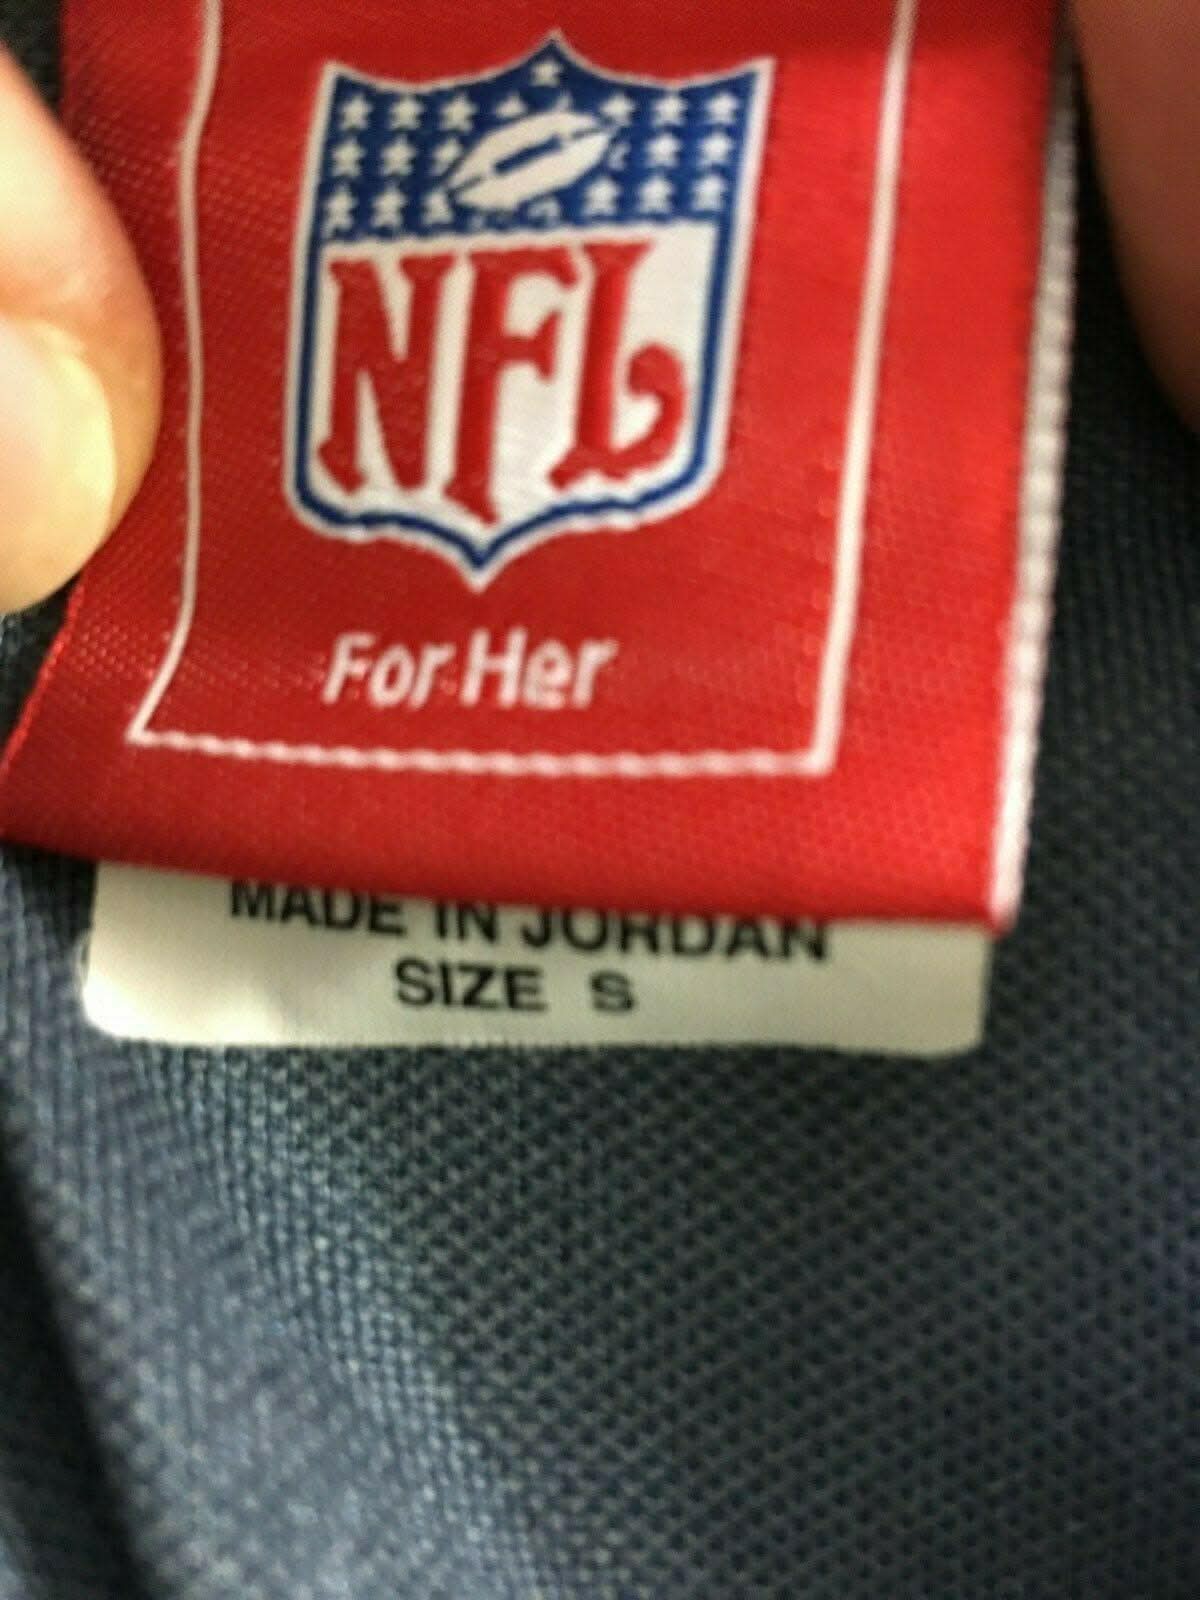 NFL
For Her
MADE IN JORDAN
SIZE S